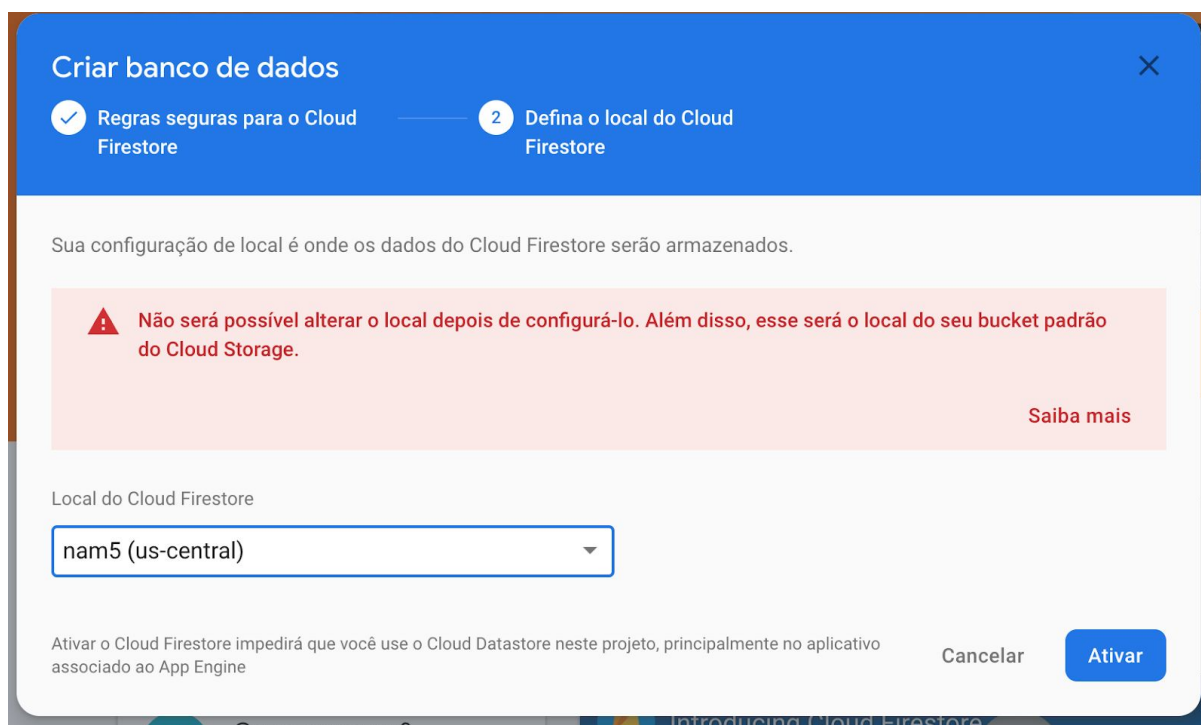 Criar banco de dados
Regras seguras para o Cloud
Firestore
2
Defina o local do Cloud
Firestore
Sua configuração de local é onde os dados do Cloud Firestore serão armazenados.
Não será possível alterar o local depois de configurá-lo. Além disso, esse será o local do seu bucket padrão
do Cloud Storage.
Saiba mais
Local do Cloud Firestore
nam5 (us-central)
Ativar o Cloud Firestore impedirá que você use o Cloud Datastore neste projeto, principalmente no aplicativo
associado ao App Engine
Cancelar
Ativar
Introducing Cloud Firestore